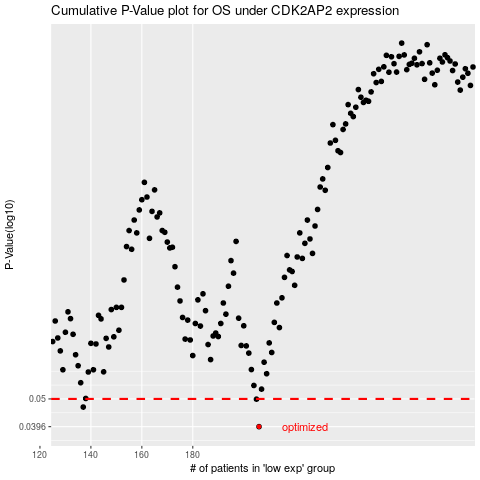 Cumulative P-Value plot for OS under CDK2AP2 expression
P-Value(log10)
0.05
0.0396
optimized
120 140 160 180
# of patients in 'low exp' group